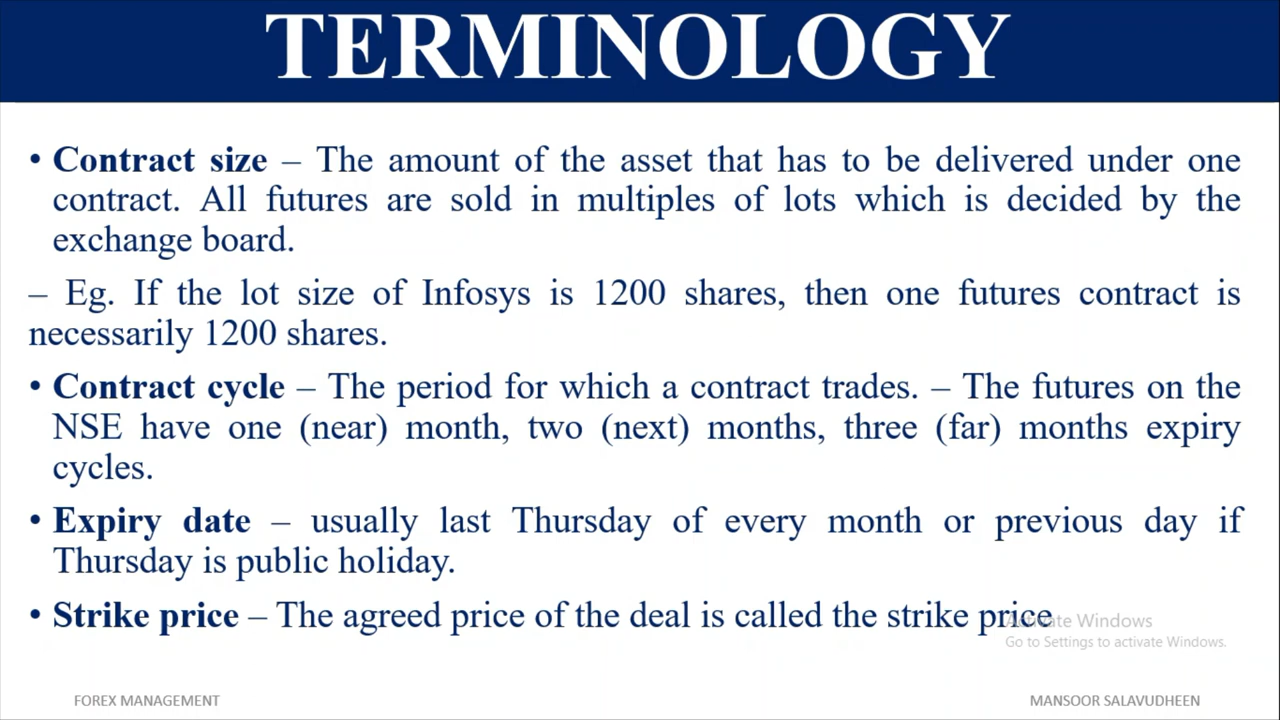 TERMINOLOGY
• Contract size – The amount of the asset that has to be delivered under one
contract. All futures are sold in multiples of lots which is decided by the
exchange board.
– Eg. If the lot size of Infosys is 1200 shares, then one futures contract is
necessarily 1200 shares.
• Contract cycle – The period for which a contract trades. – The futures on the
NSE have one (near) month, two (next) months, three (far) months expiry
cycles.
• Expiry date – usually last Thursday of every month or previous day if
Thursday is public holiday.
• Strike price – The agreed price of the deal is called the strike price
Activate Windows
Go to Settings to activate Windows.
FOREX MANAGEMENT
MANSOOR SALAVUDHEEN